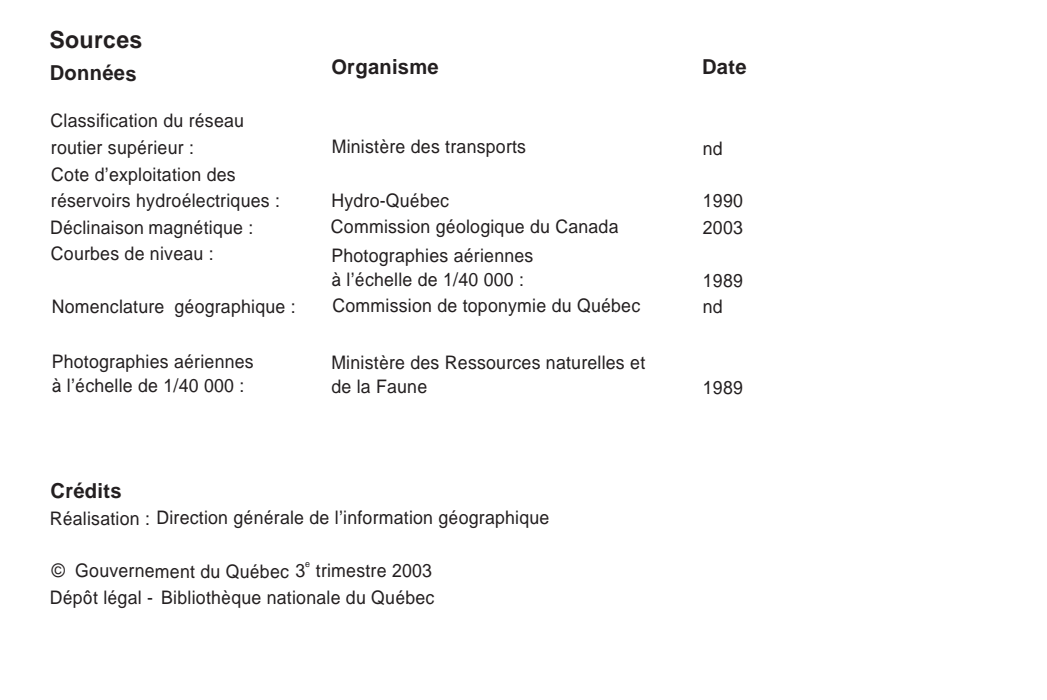 Sources
Données Organisme Date
Classification du réseau
routier supérieur : Ministère des transports nd
Cote d'exploitation des
réservoirs hydroélectriques : Hydro-Québec 1990
Déclinaison magnétique : Commission géologique du Canada 2003
Courbes de niveau : Photographies aériennes
à l'échelle de 1/40 000 : 1989
Nomenclature géographique : Commission de toponymie du Québec nd
Photographies aériennes Ministère des Ressources naturelles et
à l'échelle de 1/40 000 : de la Faune 1989
Crédits
Réalisation : Direction générale de l'information géographique
© Gouvernement du Québec 3e trimestre 2003
Dépôt légal - Bibliothèque nationale du Québec